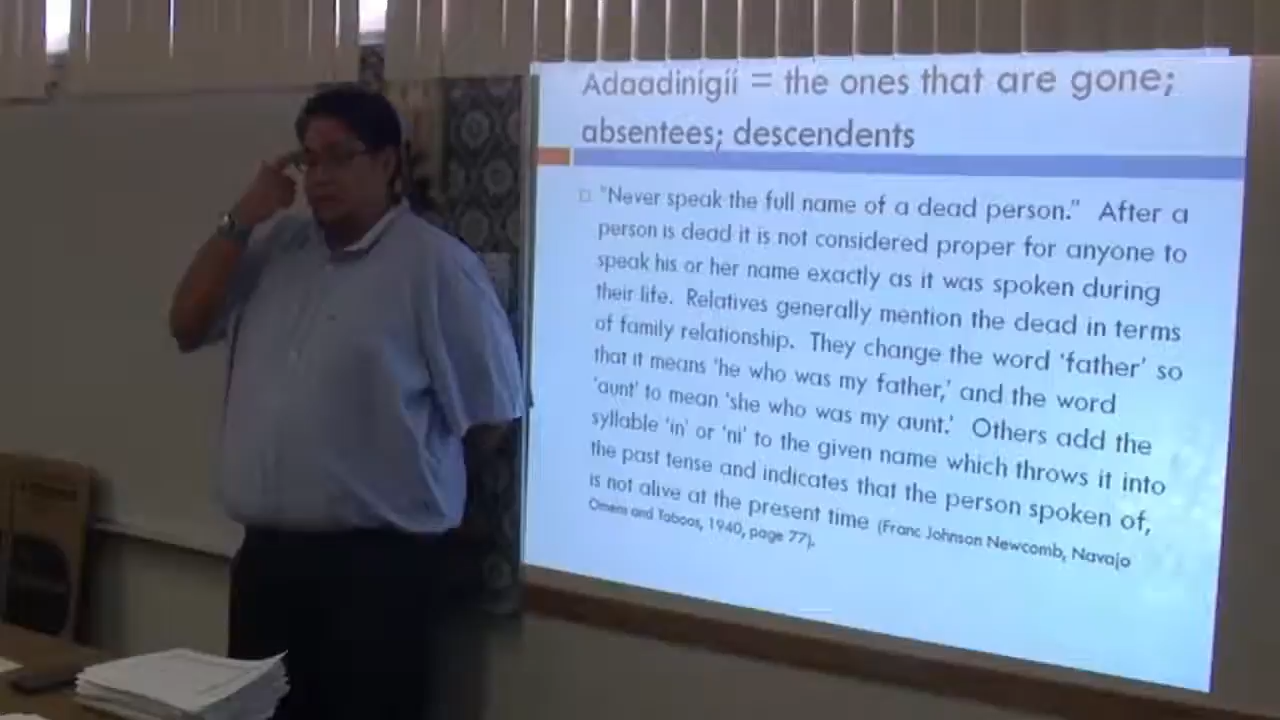 Adaadinígíí = the ones that are gone;
absentees; descendents
"Never speak the full name of a dead person." After a
person is dead it is not considered proper for anyone to
speak his or her name exactly as it was spoken during
their life. Relatives generally mention the dead in terms
of family relationship. They change the word 'father' so
that it means 'he who was my father,' and the word
'aunt' to mean 'she who was my aunt.' Others add the
syllable 'in' or 'ni' to the given name which throws it into
the past tense and indicates that the person spoken of,
is not alive at the present time (Franc Johnson Newcomb, Navajo
Omens and Taboos, 1940, page 77).